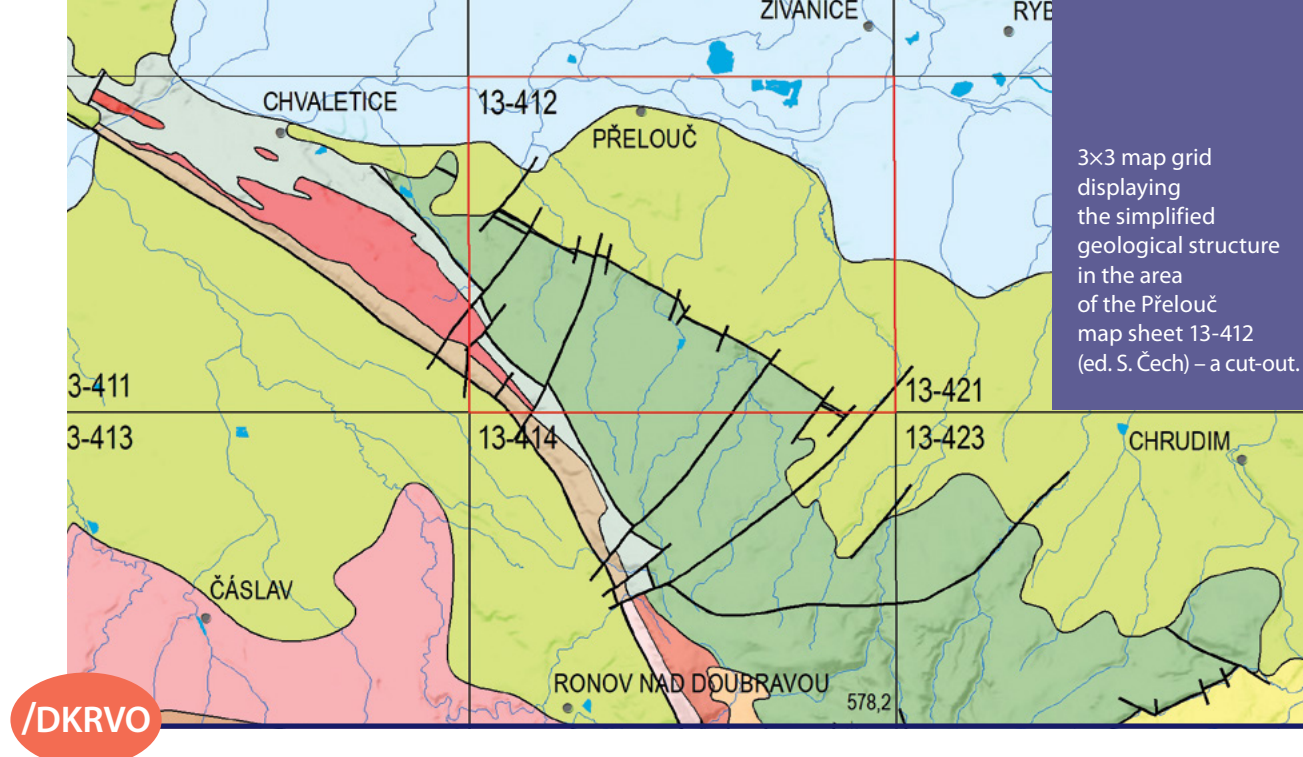 ŽIVANICE
RYB
CHVALETICE
13-412
PŘELOUČ
3×3 map grid
displaying
the simplified
geological structure
in the area
of the Přelouč
map sheet 13-412
(ed. S. Čech) – a cut-out.
3-411
13-421
3-413
13-414
13-423
CHRUDIM
ČÁSLAV
RONOV NAD DOUBRAVOU
578,2
/DKRVO